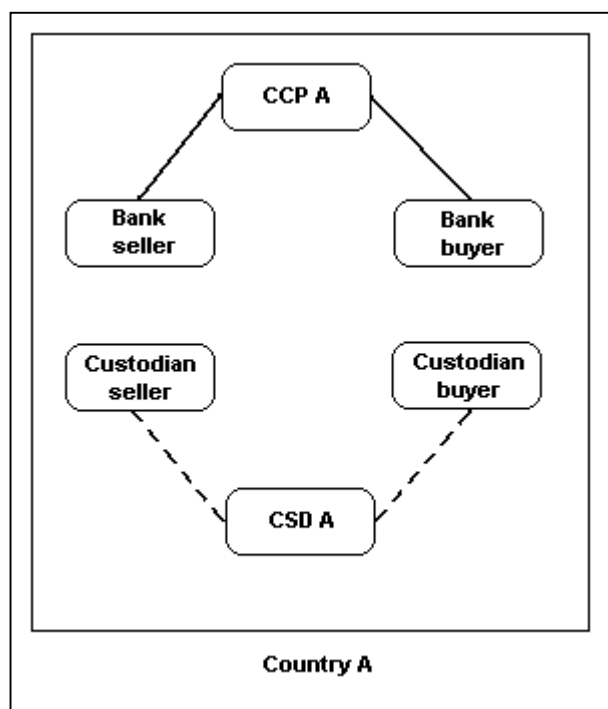 CCP A
Bank
seller
Bank
buyer
Custodian
seller
Custodian
buyer
CSD A
Country A